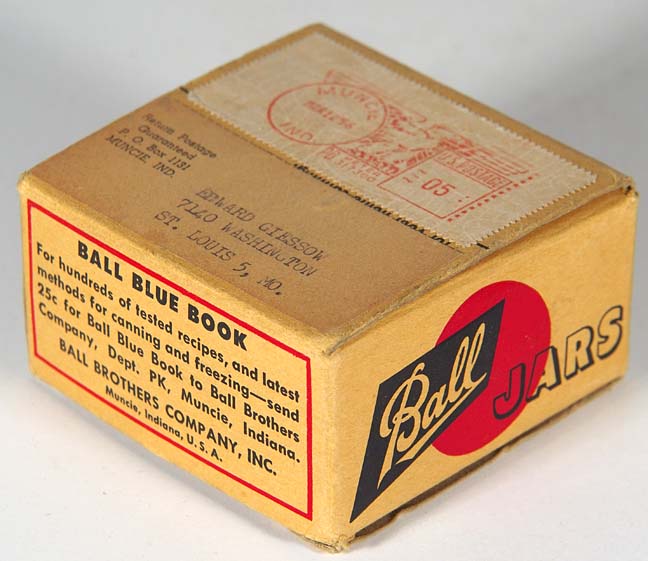 MUNCIE
IND.
U.S. POSTAGE
05
Return Postage
Guaranteed
P. O. Box 1131
MUNCIE, IND.
EDWARD GIESSOW
7140 WASHINGTON
ST. LOUIS 5, MO.
BALL BLUE BOOK
For hundreds of tested recipes, and latest
methods for canning and freezing—send
25c for Ball Blue Book to Ball Brothers
Company, Dept. PK, Muncie, Indiana.
BALL BROTHERS COMPANY, INC.
Muncie, Indiana, U.S.A.
Ball
JARS